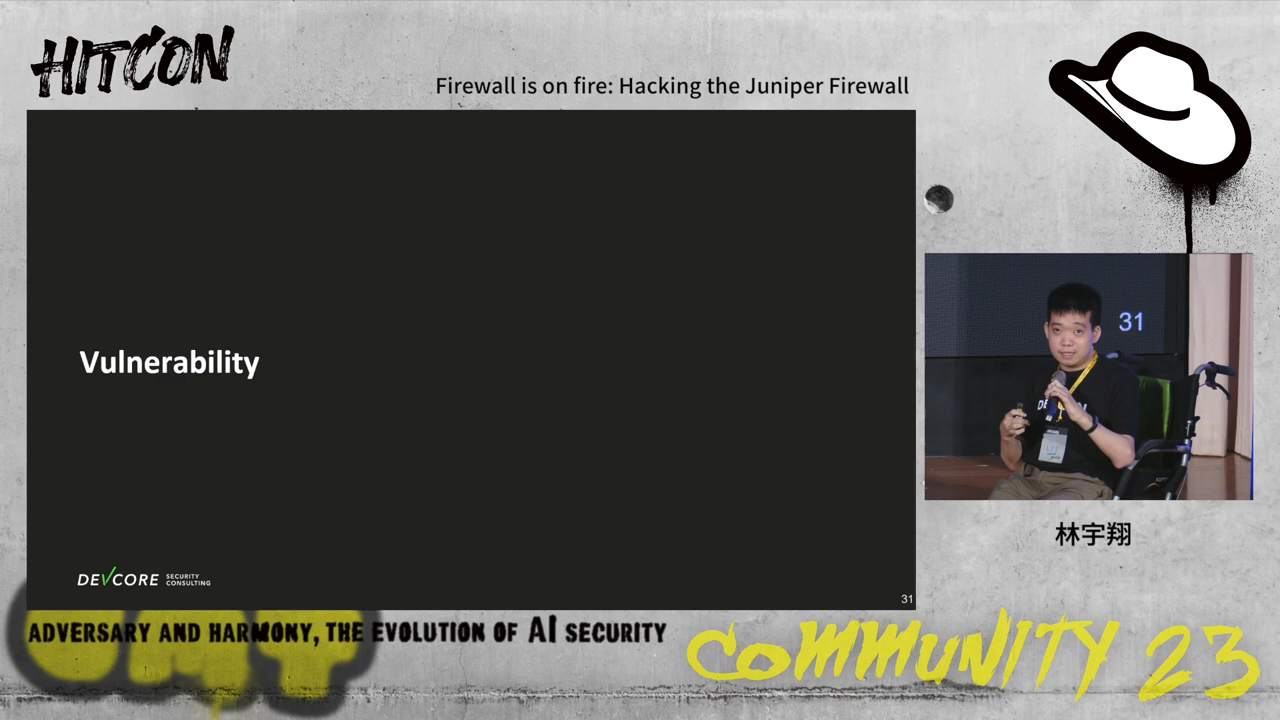 HITCON
Firewall is on fire: Hacking the Juniper Firewall
Vulnerability
DEVCORE SECURITY CONSULTING
31
31
林宇翔
ADVERSARY AND HARMONY, THE EVOLUTION OF AI SECURITY
COMMUNITY 23